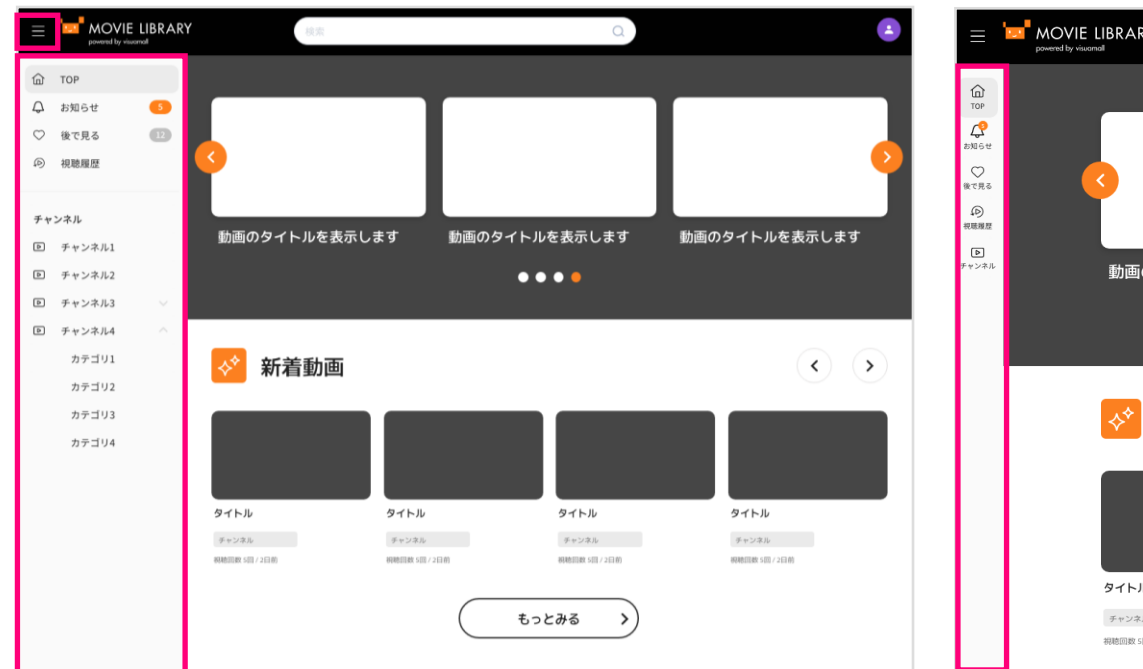 MOVIE LIBRARY
powered by visuamall
検索
TOP
お知らせ 5
後で見る 12
視聴履歴
チャンネル
チャンネル1
チャンネル2
チャンネル3
チャンネル4
カテゴリ1
カテゴリ2
カテゴリ3
カテゴリ4
動画のタイトルを表示します 動画のタイトルを表示します 動画のタイトルを表示します
新着動画
タイトル タイトル タイトル タイトル
チャンネル チャンネル チャンネル チャンネル
視聴回数 5回 / 2日前 視聴回数 5回 / 2日前 視聴回数 5回 / 2日前 視聴回数 5回 / 2日前
もっとみる
MOVIE LIBRAR
powered by visuamall
TOP
5
お知らせ
後で見る
視聴履歴
チャンネル
動画の
タイトル
チャンネ
視聴回数 5